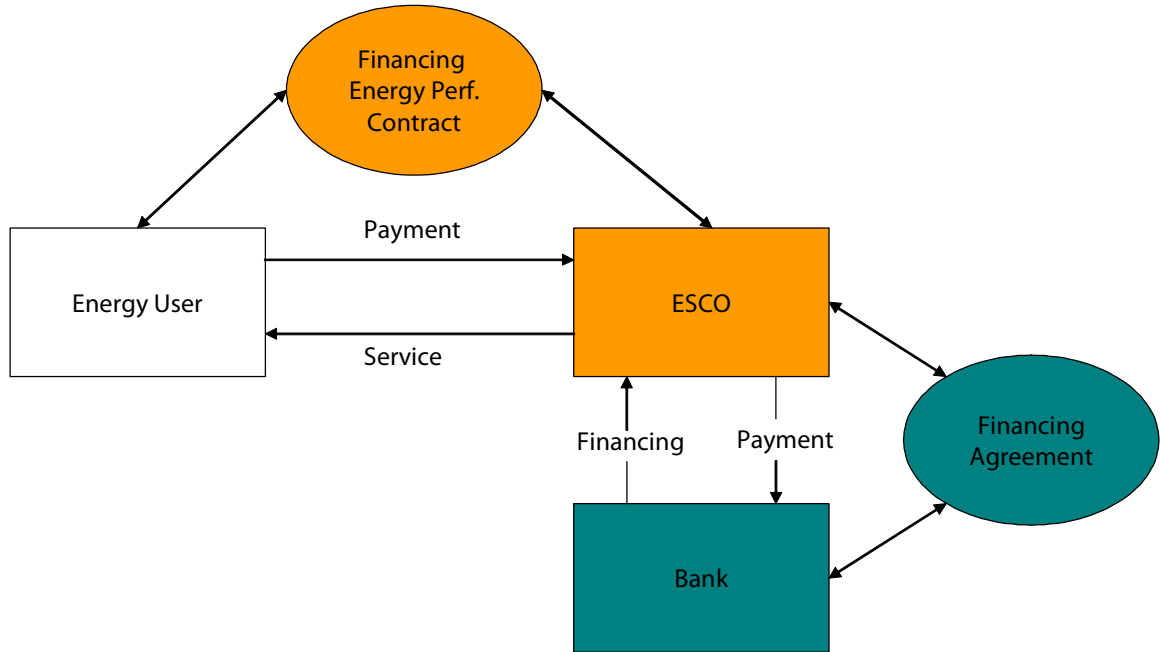 Financing
Energy Perf.
Contract
Payment
Energy User
ESCO
Service
Financing
Payment
Financing
Agreement
Bank